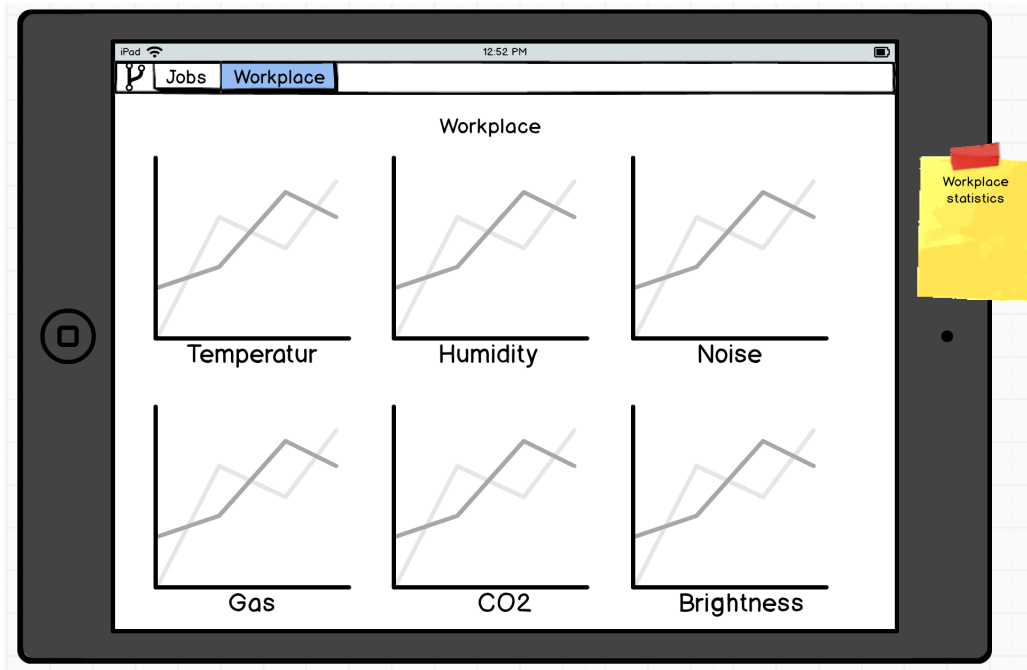 iPad 12:52 PM
Jobs Workplace
Workplace
Workplace
statistics
Temperatur Humidity Noise
Gas CO2 Brightness